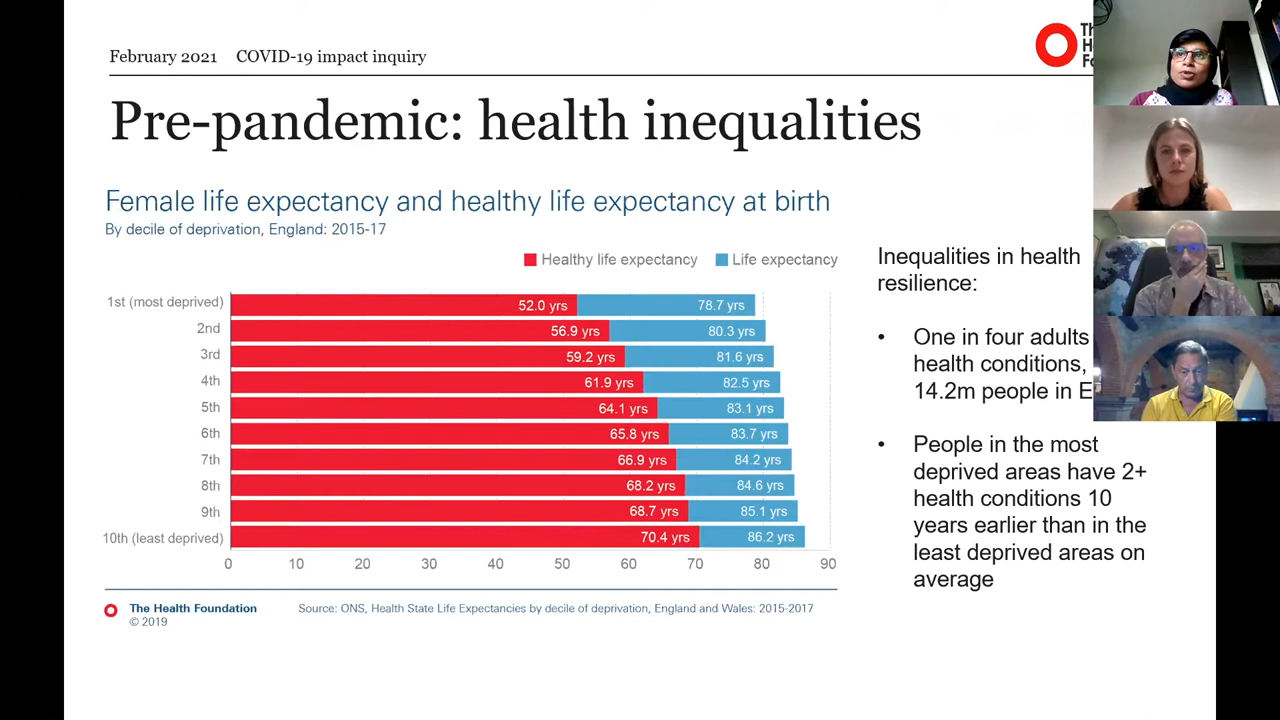 February 2021 COVID-19 impact inquiry
Pre-pandemic: health inequalities
Female life expectancy and healthy life expectancy at birth
By decile of deprivation, England: 2015-17
Healthy life expectancy Life expectancy
1st (most deprived) 52.0 yrs 78.7 yrs
2nd 56.9 yrs 80.3 yrs
3rd 59.2 yrs 81.6 yrs
4th 61.9 yrs 82.5 yrs
5th 64.1 yrs 83.1 yrs
6th 65.8 yrs 83.7 yrs
7th 66.9 yrs 84.2 yrs
8th 68.2 yrs 84.6 yrs
9th 68.7 yrs 85.1 yrs
10th (least deprived) 70.4 yrs 86.2 yrs
0 10 20 30 40 50 60 70 80 90
The Health Foundation
© 2019
Source: ONS, Health State Life Expectancies by decile of deprivation, England and Wales: 2015-2017
Inequalities in health
resilience:
• One in four adults
health conditions,
14.2m people in
• People in the most
deprived areas have 2+
health conditions 10
years earlier than in the
least deprived areas on
average